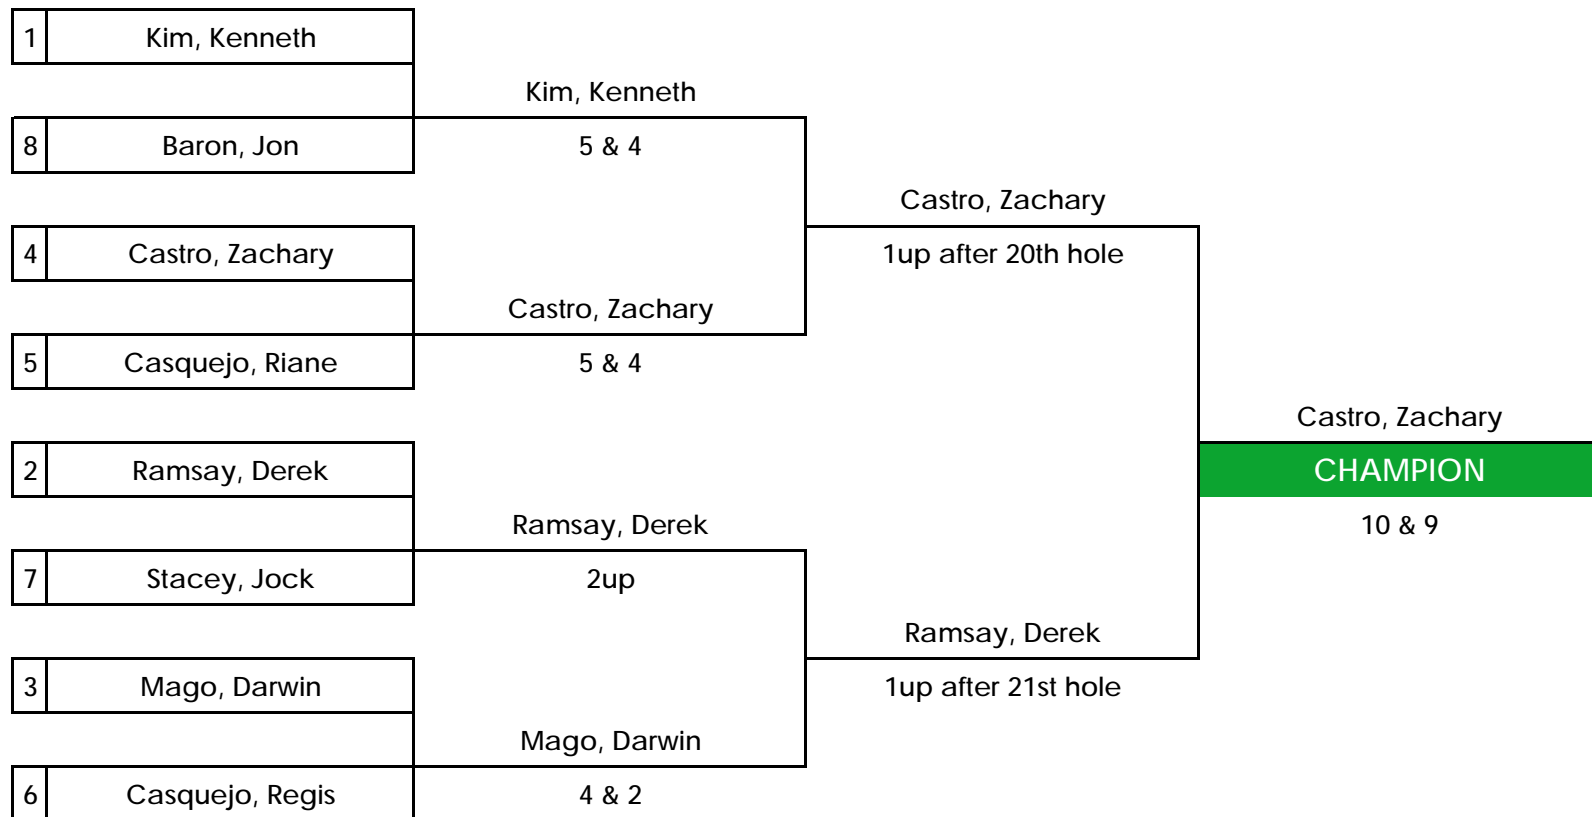 1 Kim, Kenneth
Kim, Kenneth
8 Baron, Jon
5 & 4
Castro, Zachary
4 Castro, Zachary
1up after 20th hole
Castro, Zachary
5 Casquejo, Riane
5 & 4
Castro, Zachary
2 Ramsay, Derek
CHAMPION
Ramsay, Derek
10 & 9
7 Stacey, Jock
2up
Ramsay, Derek
3 Mago, Darwin
1up after 21st hole
Mago, Darwin
6 Casquejo, Regis
4 & 2